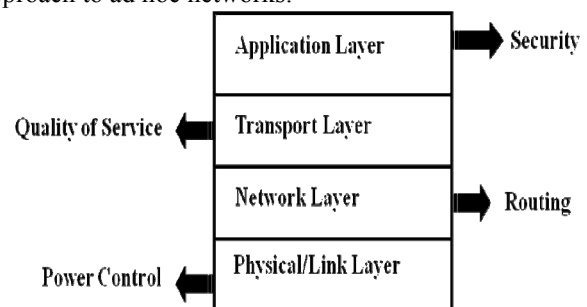 proach to ad hoc networks.
Application Layer
Security
Quality of Service
Transport Layer
Network Layer
Routing
Power Control
Physical/Link Layer